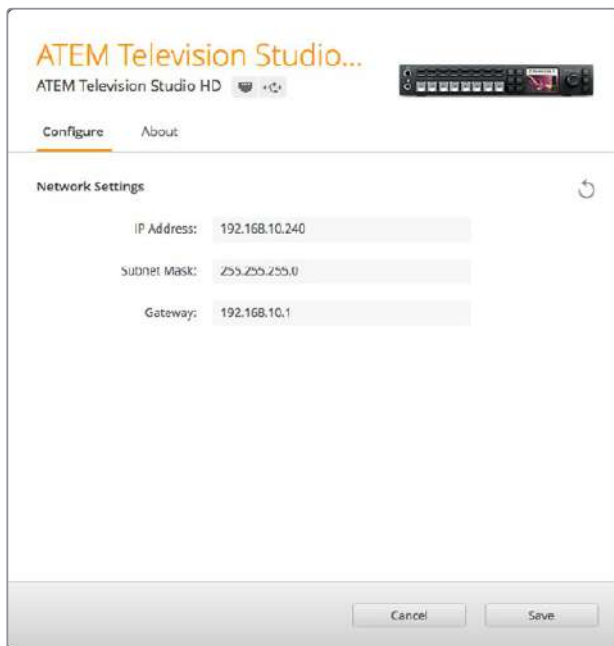 ATEM Television Studio...
ATEM Television Studio HD
Configure About
Network Settings
IP Address: 192.168.10.240
Subnet Mask: 255.255.255.0
Gateway: 192.168.10.1
Cancel Save